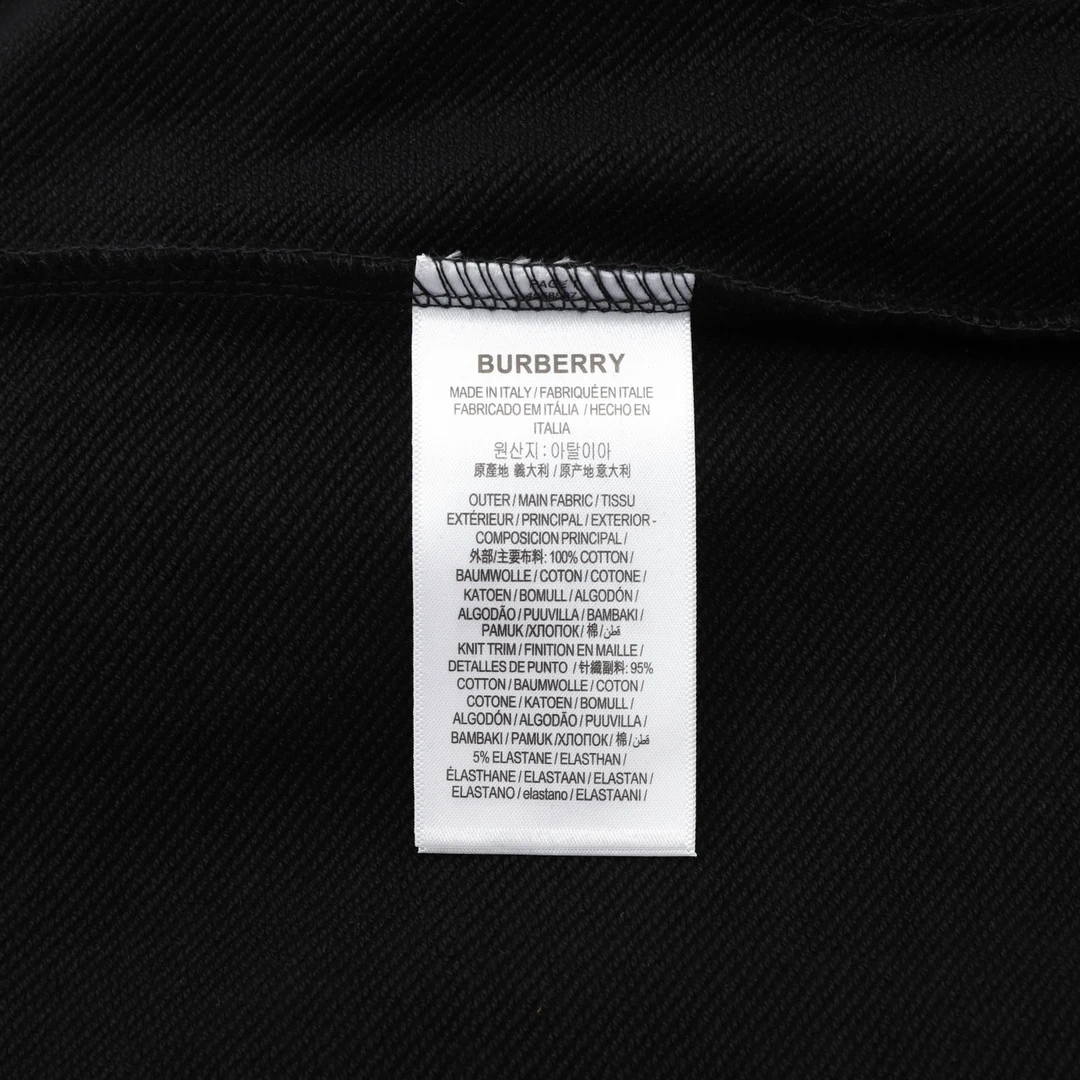 PAGE
BURBERRY
MADE IN ITALY / FABRIQUÉ EN ITALIE
FABRICADO EM ITÁLIA / HECHO EN
ITALIA
원산지 : 아탈이아
原產地 義大利 / 原产地意大利
OUTER / MAIN FABRIC / TISSU
EXTÉRIEUR / PRINCIPAL / EXTERIOR -
COMPOSICION PRINCIPAL /
外部/主要布料: 100% COTTON /
BAUMWOLLE / COTON / COTONE /
KATOEN / BOMULL / ALGODÓN /
ALGODÃO / PUUVILLA / BAMBAKI /
PAMUK /ХЛОПОК/ 棉 /قطن
KNIT TRIM / FINITION EN MAILLE /
DETALLES DE PUNTO / 针織副料: 95%
COTTON / BAUMWOLLE / COTON /
COTONE / KATOEN / BOMULL /
ALGODÓN / ALGODÃO / PUUVILLA /
BAMBAKI / PAMUK /ХЛОПОК/ 棉 /قطن
5% ELASTANE / ELASTHAN /
ÉLASTHANE / ELASTAAN / ELASTAN /
ELASTANO / elastano / ELASTAANI /